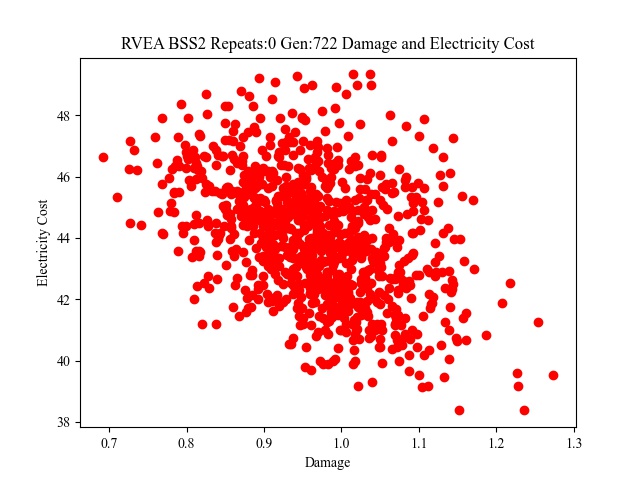 RVEA BSS2 Repeats:0 Gen:722 Damage and Electricity Cost
48
46
44
42
40
38
Electricity Cost
0.7 0.8 0.9 1.0 1.1 1.2 1.3
Damage